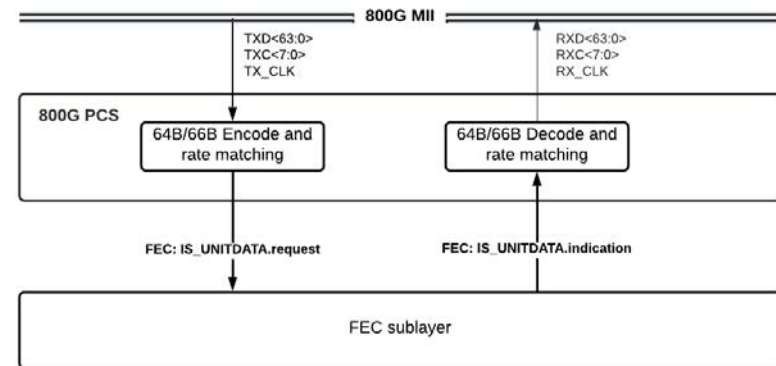 800G MII
TXD<63:0>
TXC<7:0>
TX_CLK
RXD<63:0>
RXC<7:0>
RX_CLK
800G PCS
64B/66B Encode and
rate matching
64B/66B Decode and
rate matching
FEC: IS_UNITDATA.request
FEC: IS_UNITDATA.indication
FEC sublayer